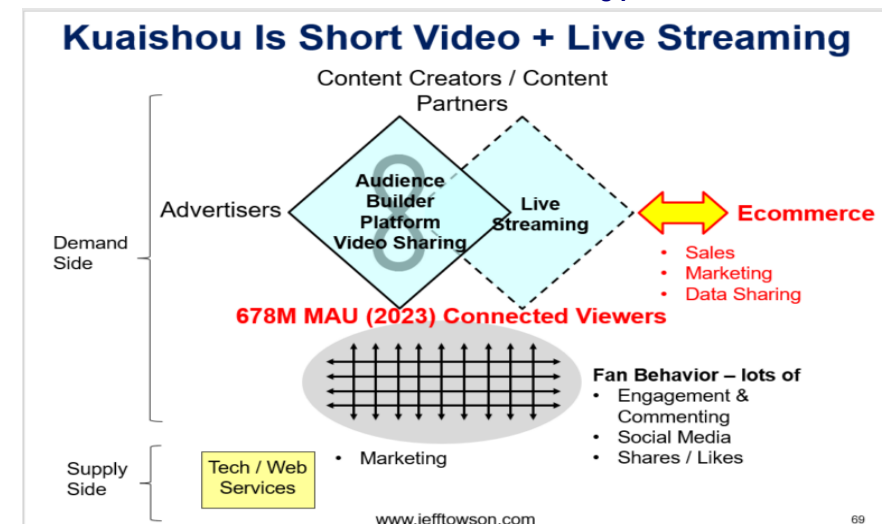 Kuaishou Is Short Video + Live Streaming
Content Creators / Content
Partners
Advertisers
Audience
Builder
Platform
Video Sharing
Live
Streaming
Ecommerce
• Sales
• Marketing
• Data Sharing
Demand
Side
678M MAU (2023) Connected Viewers
Fan Behavior – lots of
• Engagement &
Commenting
• Social Media
• Shares / Likes
Supply
Side
Tech / Web
Services
• Marketing
www.jefftowson.com
69